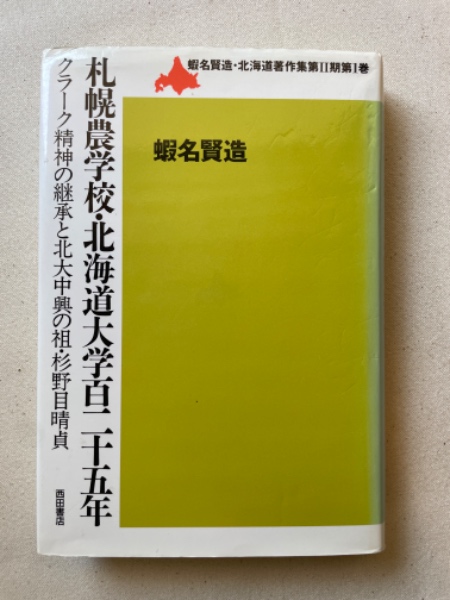 蝦名賢造・北海道著作集第II期第1巻
札幌農学校・北海道大学百二十五年
クラーク精神の継承と北大中興の祖・杉野目晴貞
蝦名賢造
西田書店